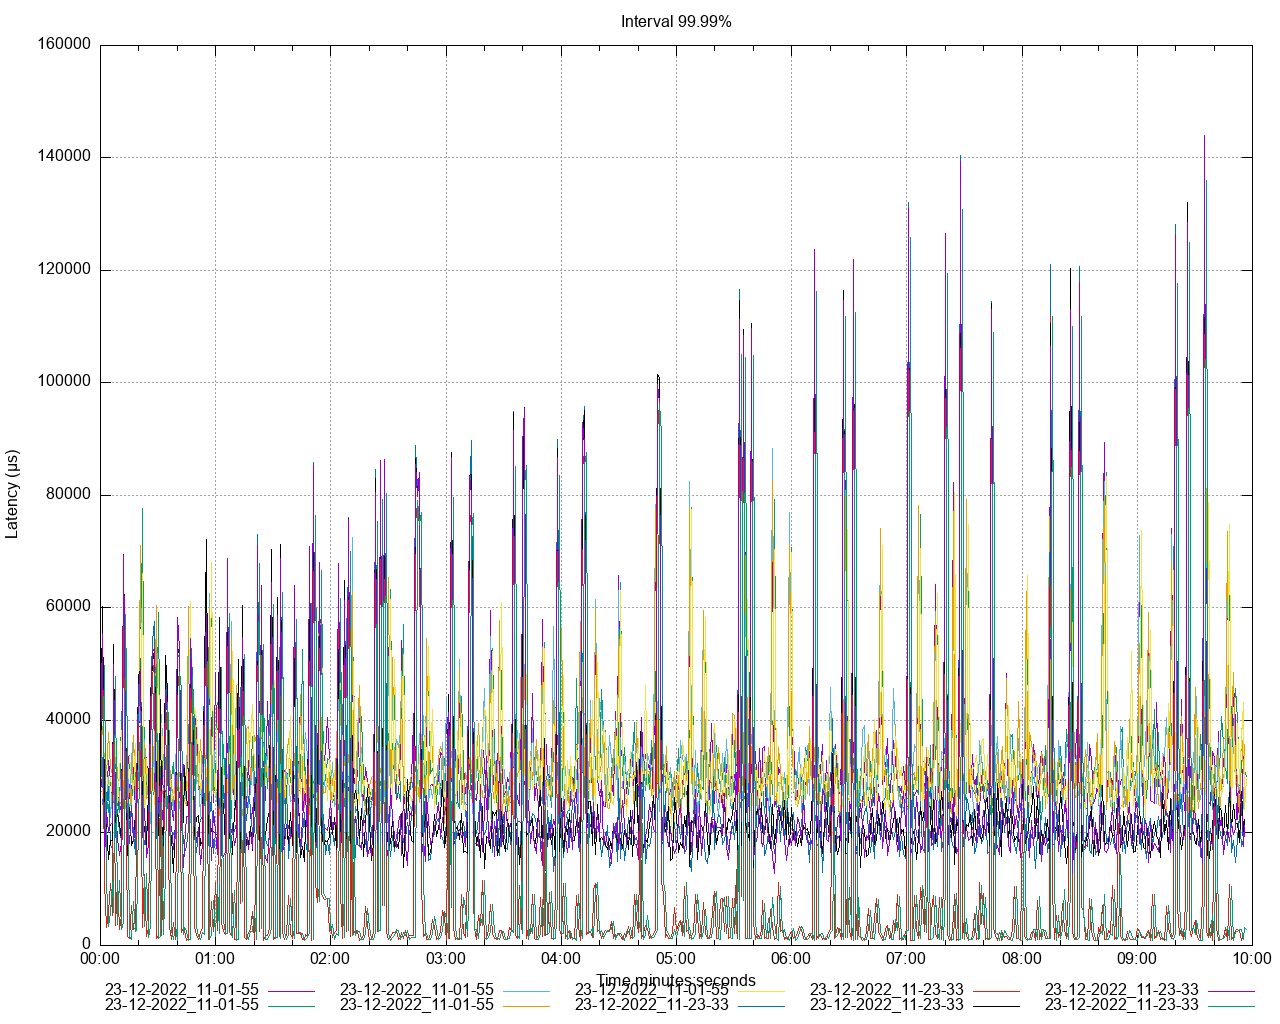 Interval 99.99%
160000
140000
120000
100000
80000
60000
40000
20000
0
Latency (µs)
00:00 01:00 02:00 03:00 04:00 05:00 06:00 07:00 08:00 09:00 10:00
Time minutes:seconds
23-12-2022_11-01-55 23-12-2022_11-01-55 23-12-2022_11-01-55 23-12-2022_11-23-33 23-12-2022_11-23-33
23-12-2022_11-01-55 23-12-2022_11-01-55 23-12-2022_11-23-33 23-12-2022_11-23-33 23-12-2022_11-23-33